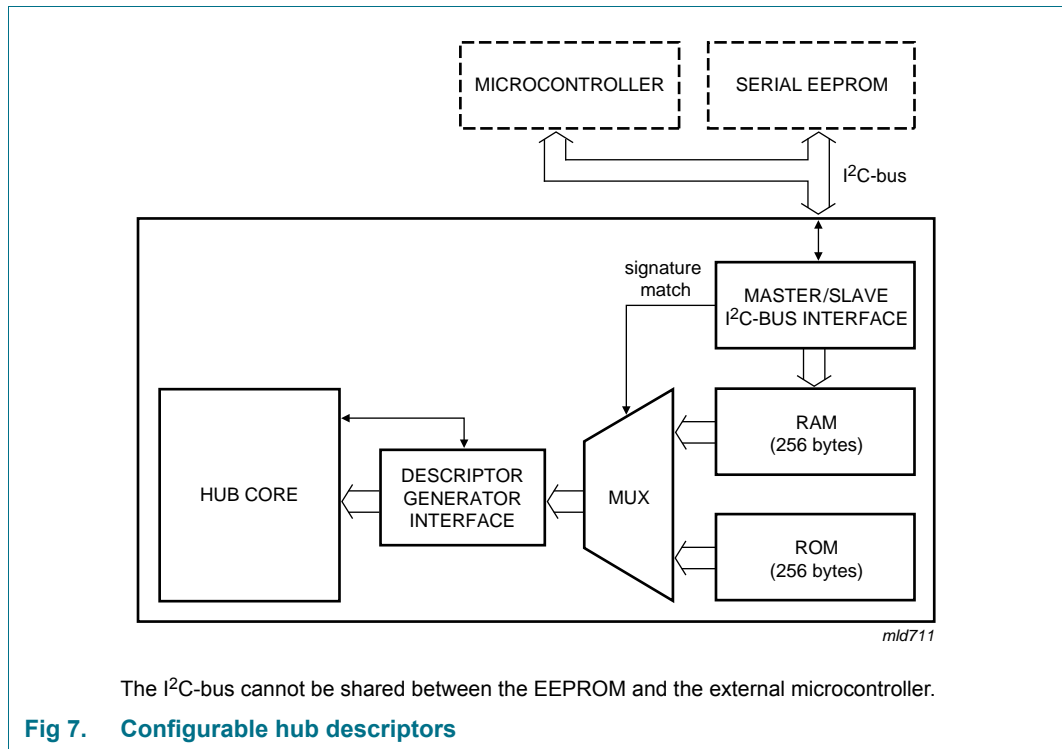 MICROCONTROLLER
SERIAL EEPROM
I²C-bus
signature
match
MASTER/SLAVE
I²C-BUS INTERFACE
RAM
(256 bytes)
HUB CORE
DESCRIPTOR
GENERATOR
INTERFACE
MUX
ROM
(256 bytes)
mld711
The I²C-bus cannot be shared between the EEPROM and the external microcontroller.
Fig 7. Configurable hub descriptors